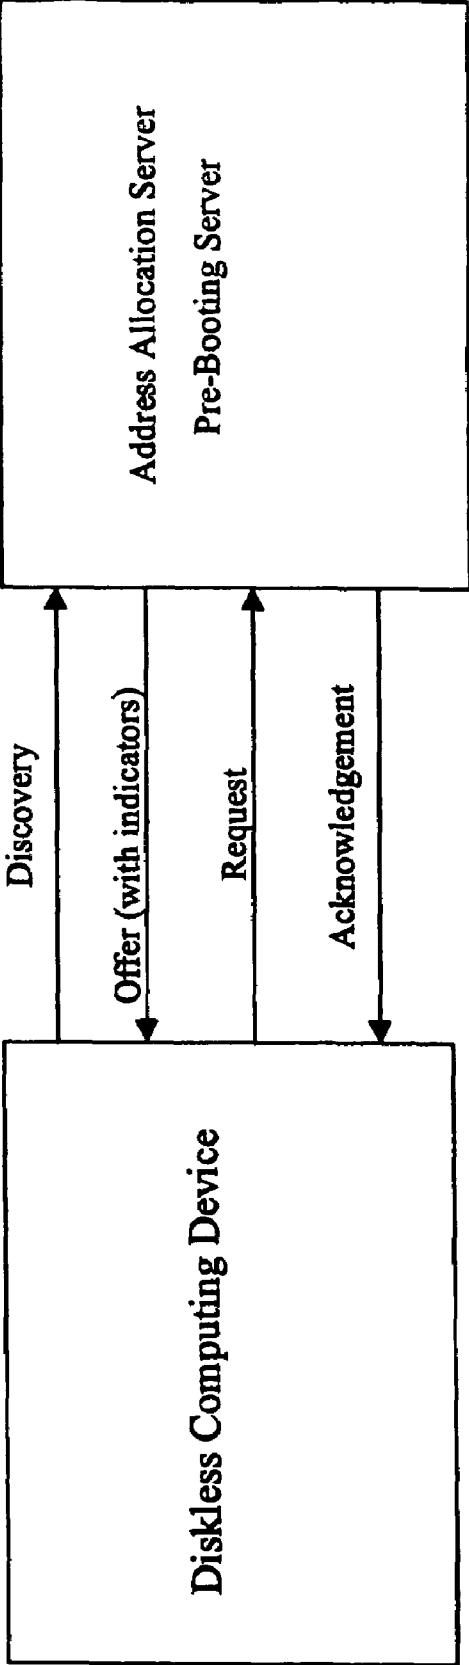 Diskless Computing Device
Discovery
Offer (with indicators)
Request
Acknowledgement
Address Allocation Server
Pre-Booting Server